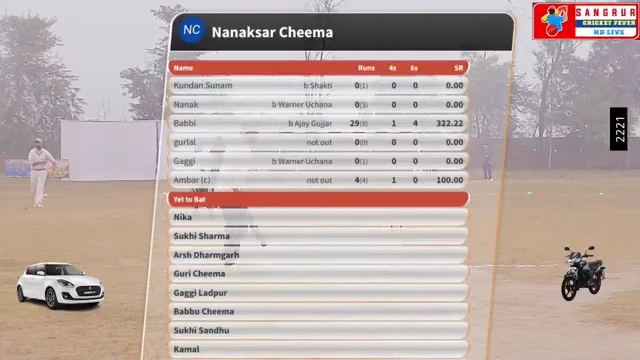 NC Nanaksar Cheema
SANGRUR
CRICKET FEVER
HD LIVE
Name Runs 4s 6s SR
Kundan Sunam b Shakti 0(1) 0 0 0.00
Nanak b Warner Uchana 0(1) 0 0 0.00
Babbi b Ajay Gujjar 29(9) 1 4 322.22
gurlal not out 0(0) 0 0 0.00
Gaggi b Warner Uchana 0(1) 0 0 0.00
Ambar (c) not out 4(4) 1 0 100.00
Yet to Bat
Nika
Sukhi Sharma
Arsh Dharmgarh
Guri Cheema
Gaggi Ladpur
Babbu Cheema
Sukhi Sandhu
Kamal
2221